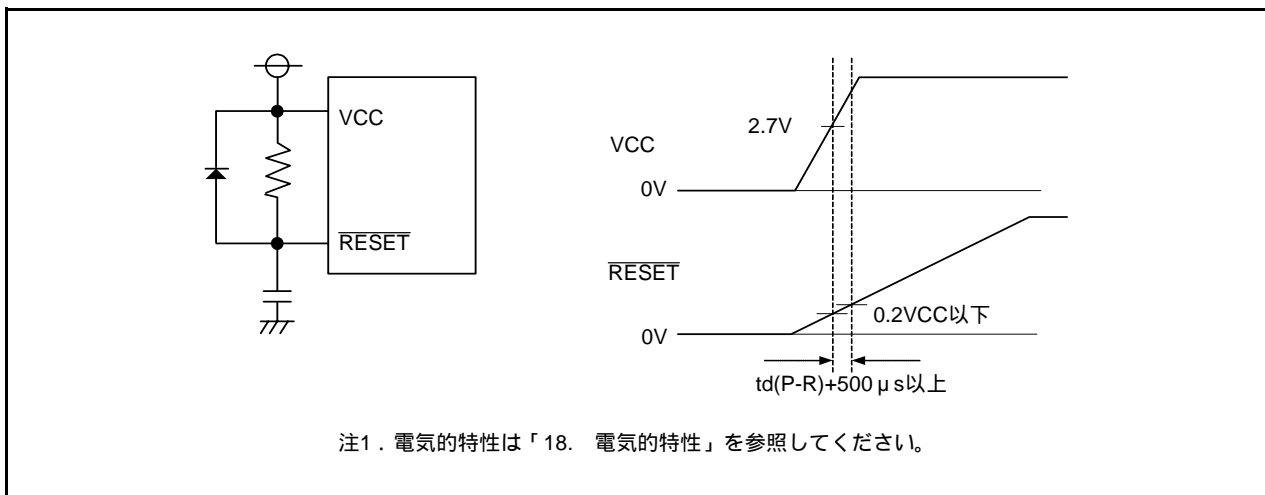 VCC
RESET
2.7V
VCC
0V
RESET
0.2VCC以下
0V
td(P-R)+500μs以上
注1．電気的特性は「18.　電気的特性」を参照してください。